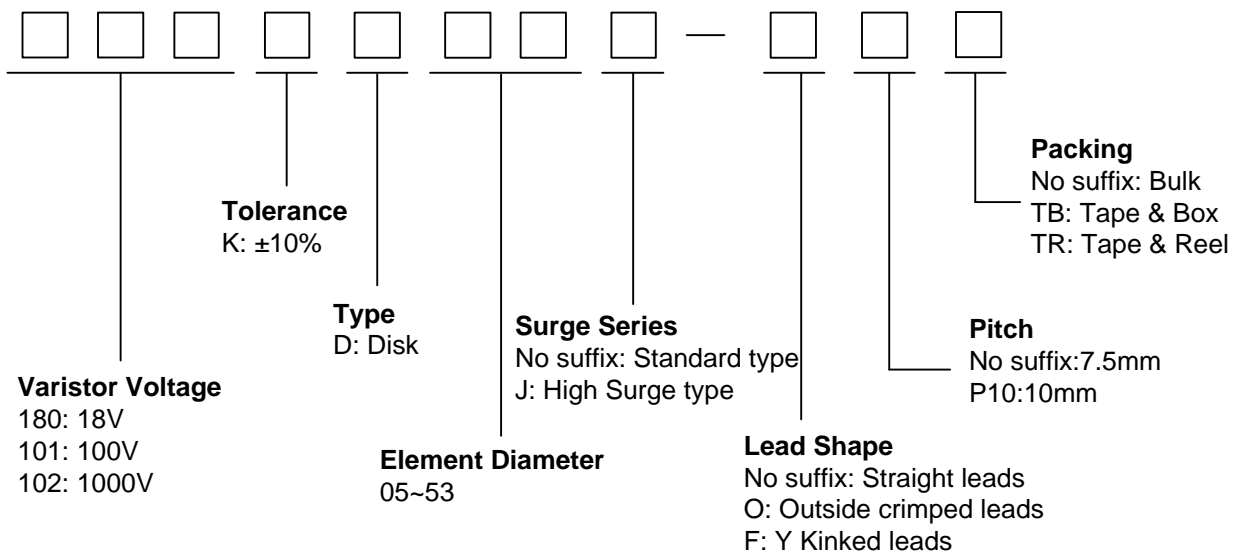 Packing
No suffix: Bulk
TB: Tape & Box
TR: Tape & Reel
Tolerance
K: ±10%
Type
D: Disk
Surge Series
No suffix: Standard type
J: High Surge type
Pitch
No suffix:7.5mm
P10:10mm
Varistor Voltage
180: 18V
101: 100V
102: 1000V
Element Diameter
05~53
Lead Shape
No suffix: Straight leads
O: Outside crimped leads
F: Y Kinked leads